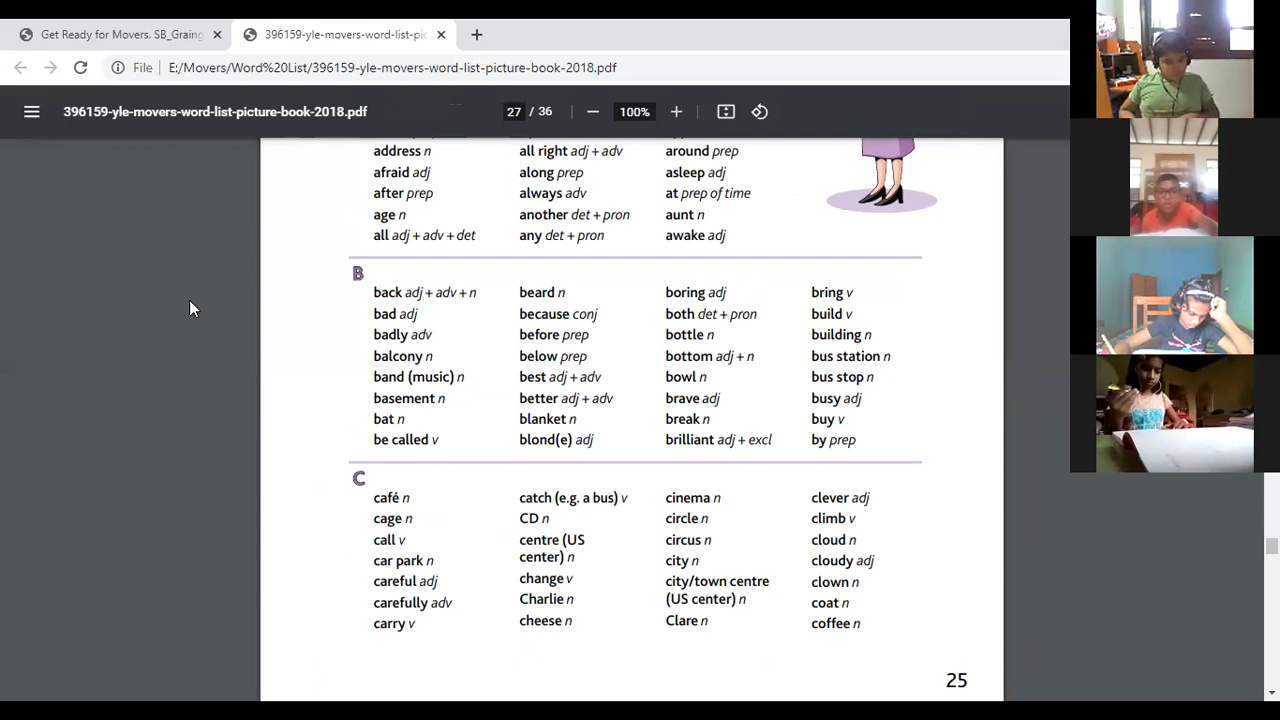 Get Ready for Movers. SB_Graing
396159-yle-movers-word-list-pic
File E:/Movers/Word%20List/396159-yle-movers-word-list-picture-book-2018.pdf
396159-yle-movers-word-list-picture-book-2018.pdf 27 / 36 100%
address n all right adj + adv around prep
afraid adj along prep asleep adj
after prep always adv at prep of time
age n another det + pron aunt n
all adj + adv + det any det + pron awake adj
B
back adj + adv + n beard n boring adj bring v
bad adj because conj both det + pron build v
badly adv before prep bottle n building n
balcony n below prep bottom adj + n bus station n
band (music) n best adj + adv bowl n bus stop n
basement n better adj + adv brave adj busy adj
bat n blanket n break n buy v
be called v blond(e) adj brilliant adj + excl by prep
C
café n catch (e.g. a bus) v cinema n clever adj
cage n CD n circle n climb v
call v centre (US circus n cloud n
center) n
car park n city n cloudy adj
careful adj change v city/town centre clown n
carefully adv Charlie n (US center) n coat n
carry v cheese n Clare n coffee n
25